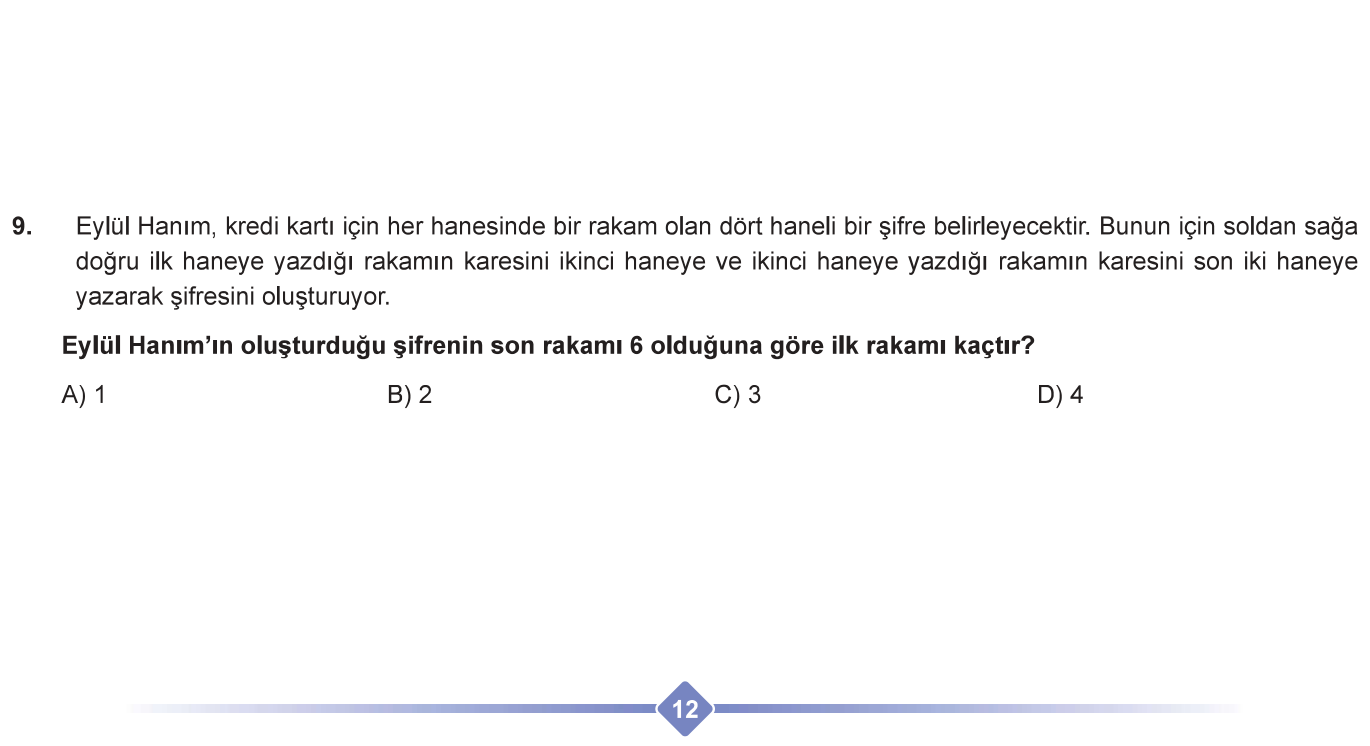 9. Eylül Hanım, kredi kartı için her hanesinde bir rakam olan dört haneli bir şifre belirleyecektir. Bunun için soldan sağa
doğru ilk haneye yazdığı rakamın karesini ikinci haneye ve ikinci haneye yazdığı rakamın karesini son iki haneye
yazarak şifresini oluşturuyor.
Eylül Hanım’ın oluşturduğu şifrenin son rakamı 6 olduğuna göre ilk rakamı kaçtır?
A) 1 B) 2 C) 3 D) 4
12